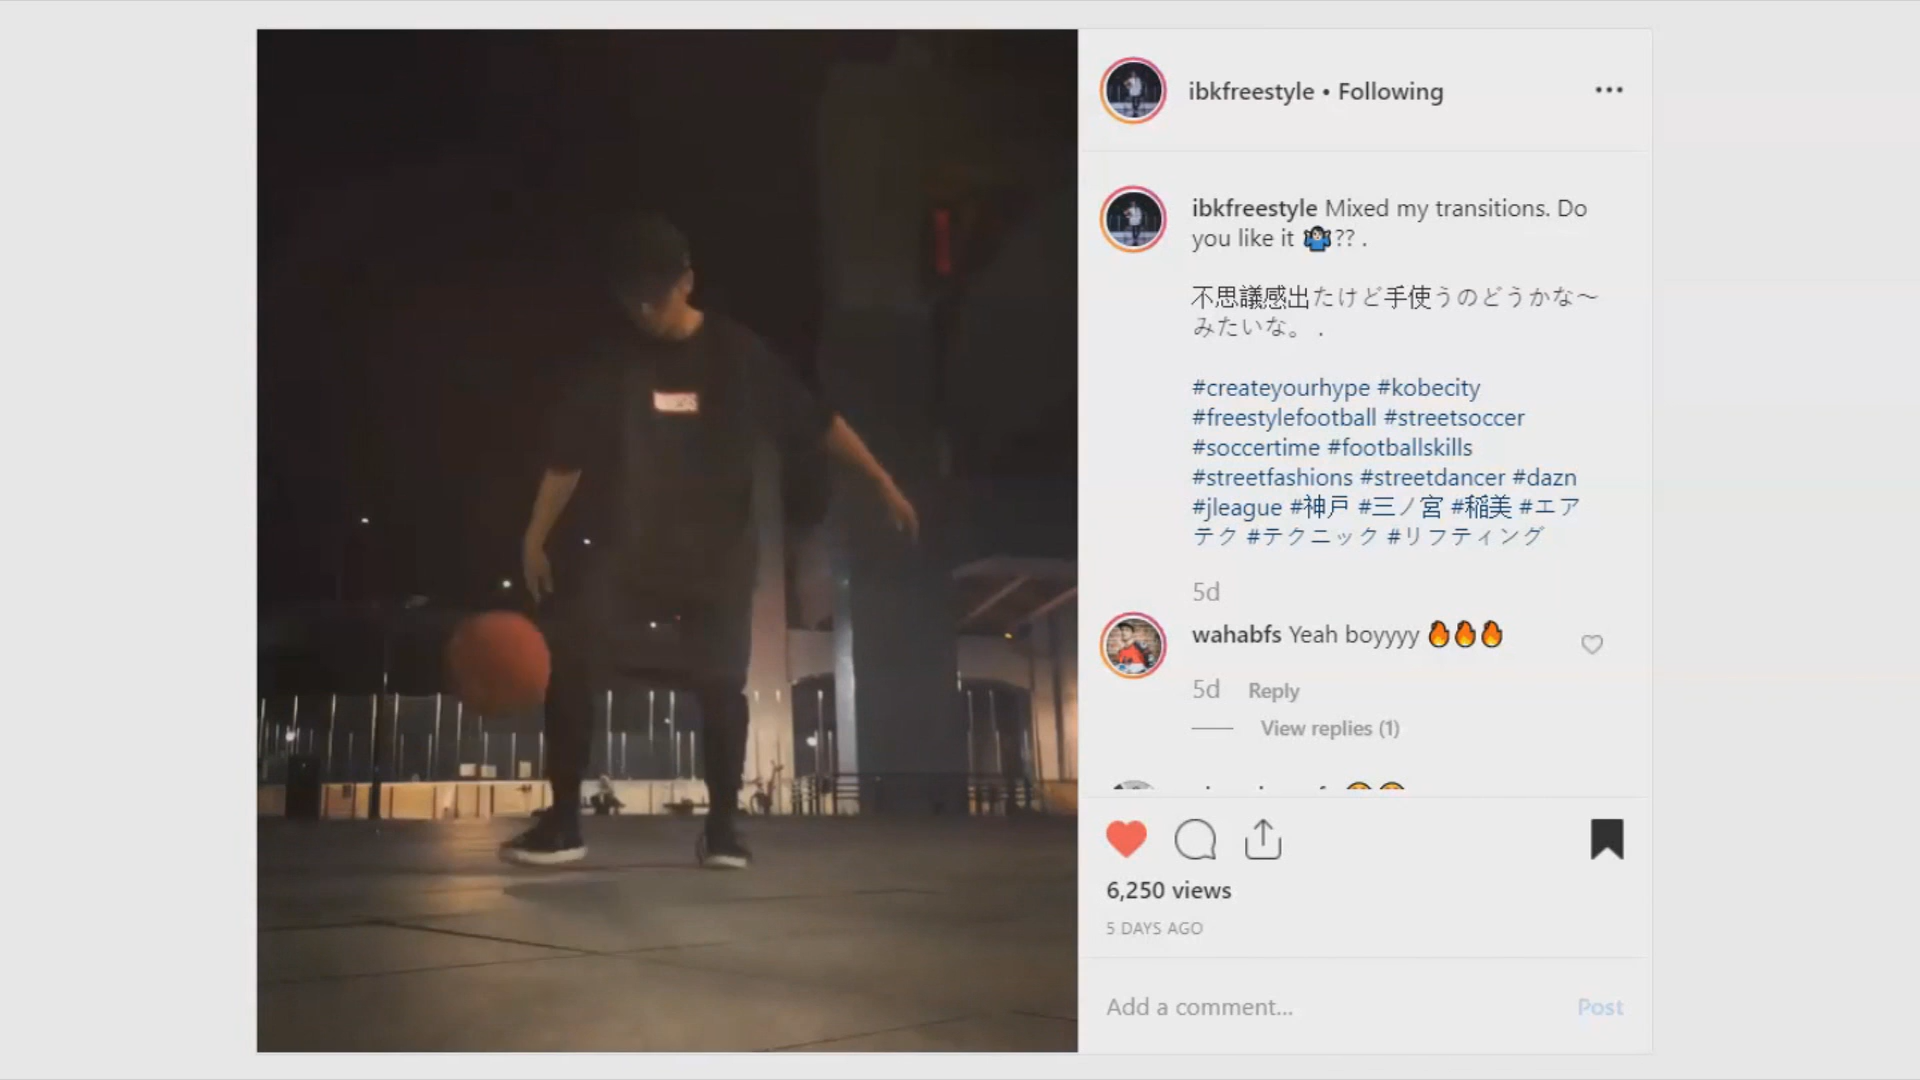 ibkfreestyle • Following
ibkfreestyle Mixed my transitions. Do
you like it 🤷🏻‍♂️?? .
不思議感出たけど手使うのどうかな〜
みたいな。 .
#createyourhype #kobecity
#freestylefootball #streetsoccer
#soccertime #footballskills
#streetfashions #streetdancer #dazn
#jleague #神戸 #三ノ宮 #稲美 #エア
テク #テクニック #リフティング
5d
wahabfs Yeah boyyyy 🔥🔥🔥
5d Reply
View replies (1)
6,250 views
5 DAYS AGO
Add a comment... Post